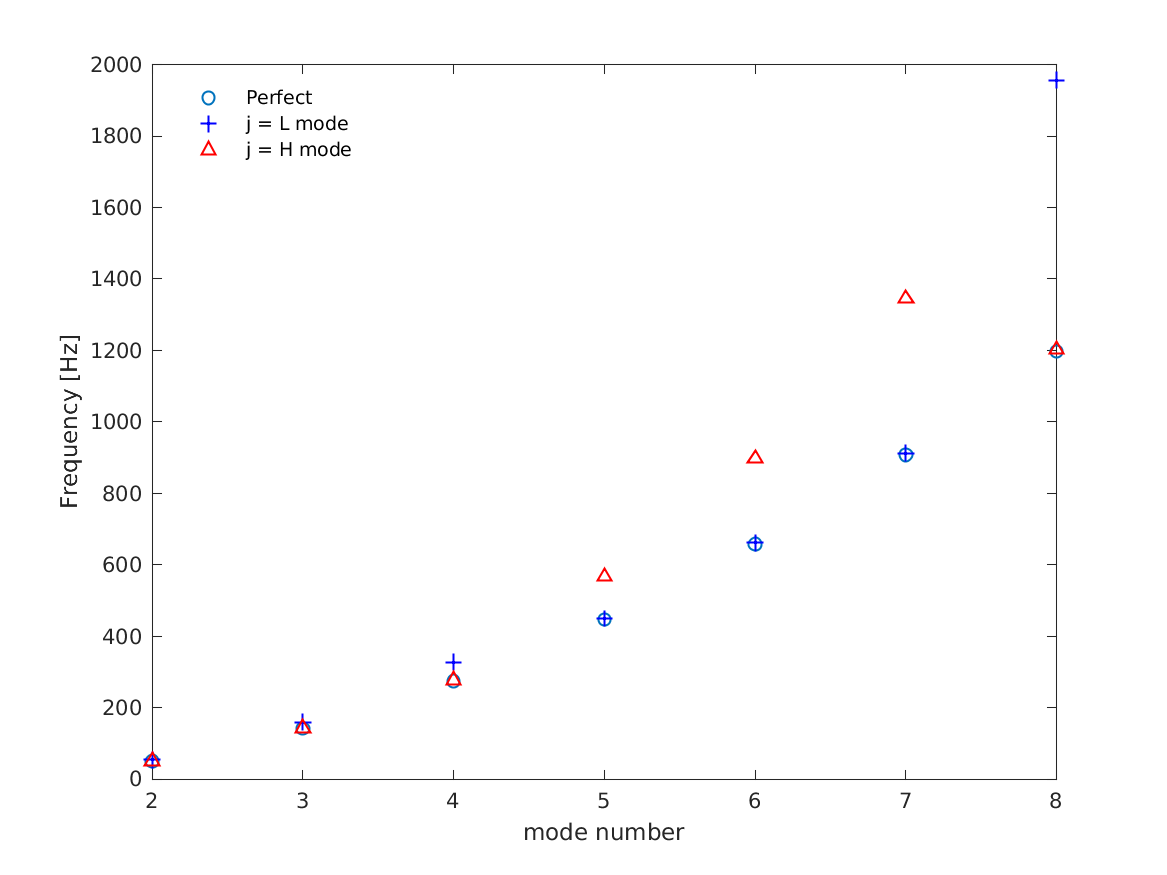 2000
1800
1600
1400
1200
1000
800
600
400
200
0
Frequency [Hz]
Perfect
j = L mode
j = H mode
2 3 4 5 6 7 8
mode number